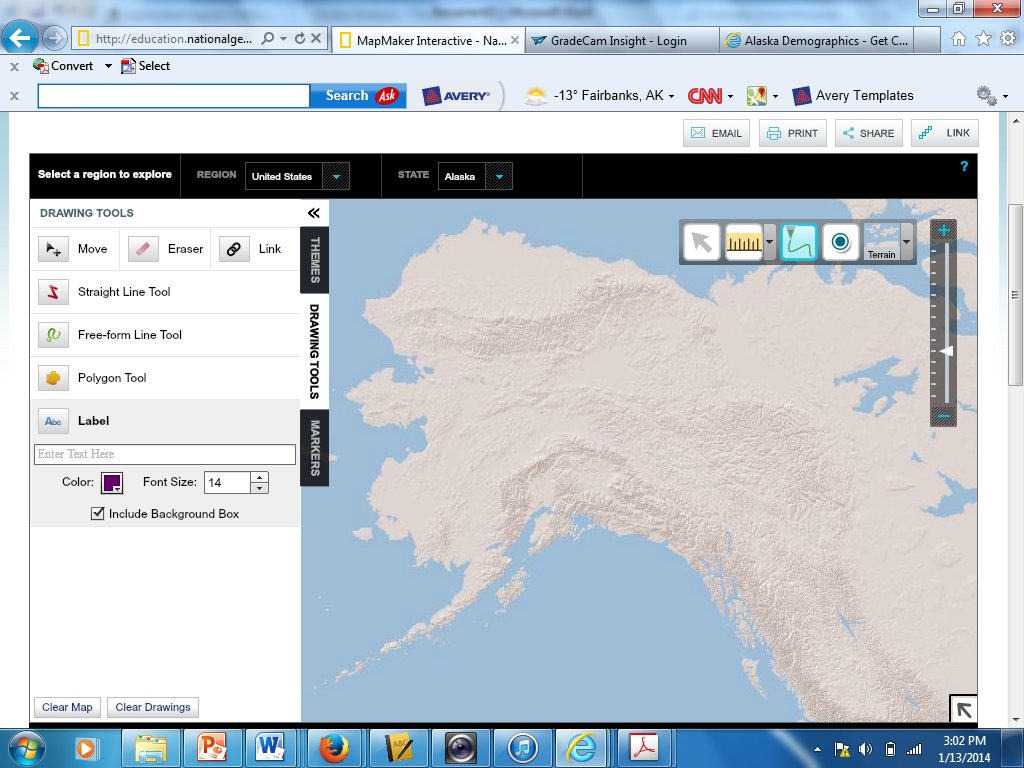 http://education.nationalge...
MapMaker Interactive - Na...
GradeCam Insight - Login
Alaska Demographics - Get C...
x Convert Select
x Search Ask AVERY -13° Fairbanks, AK CNN Avery Templates
EMAIL PRINT SHARE LINK
Select a region to explore REGION United States STATE Alaska ?
DRAWING TOOLS
Move Eraser Link
Straight Line Tool
Free-form Line Tool
Polygon Tool
Abc Label
Enter Text Here
Color: Font Size: 14
Include Background Box
Clear Map Clear Drawings
THEMES
DRAWING TOOLS
MARKERS
Terrain
3:02 PM
1/13/2014